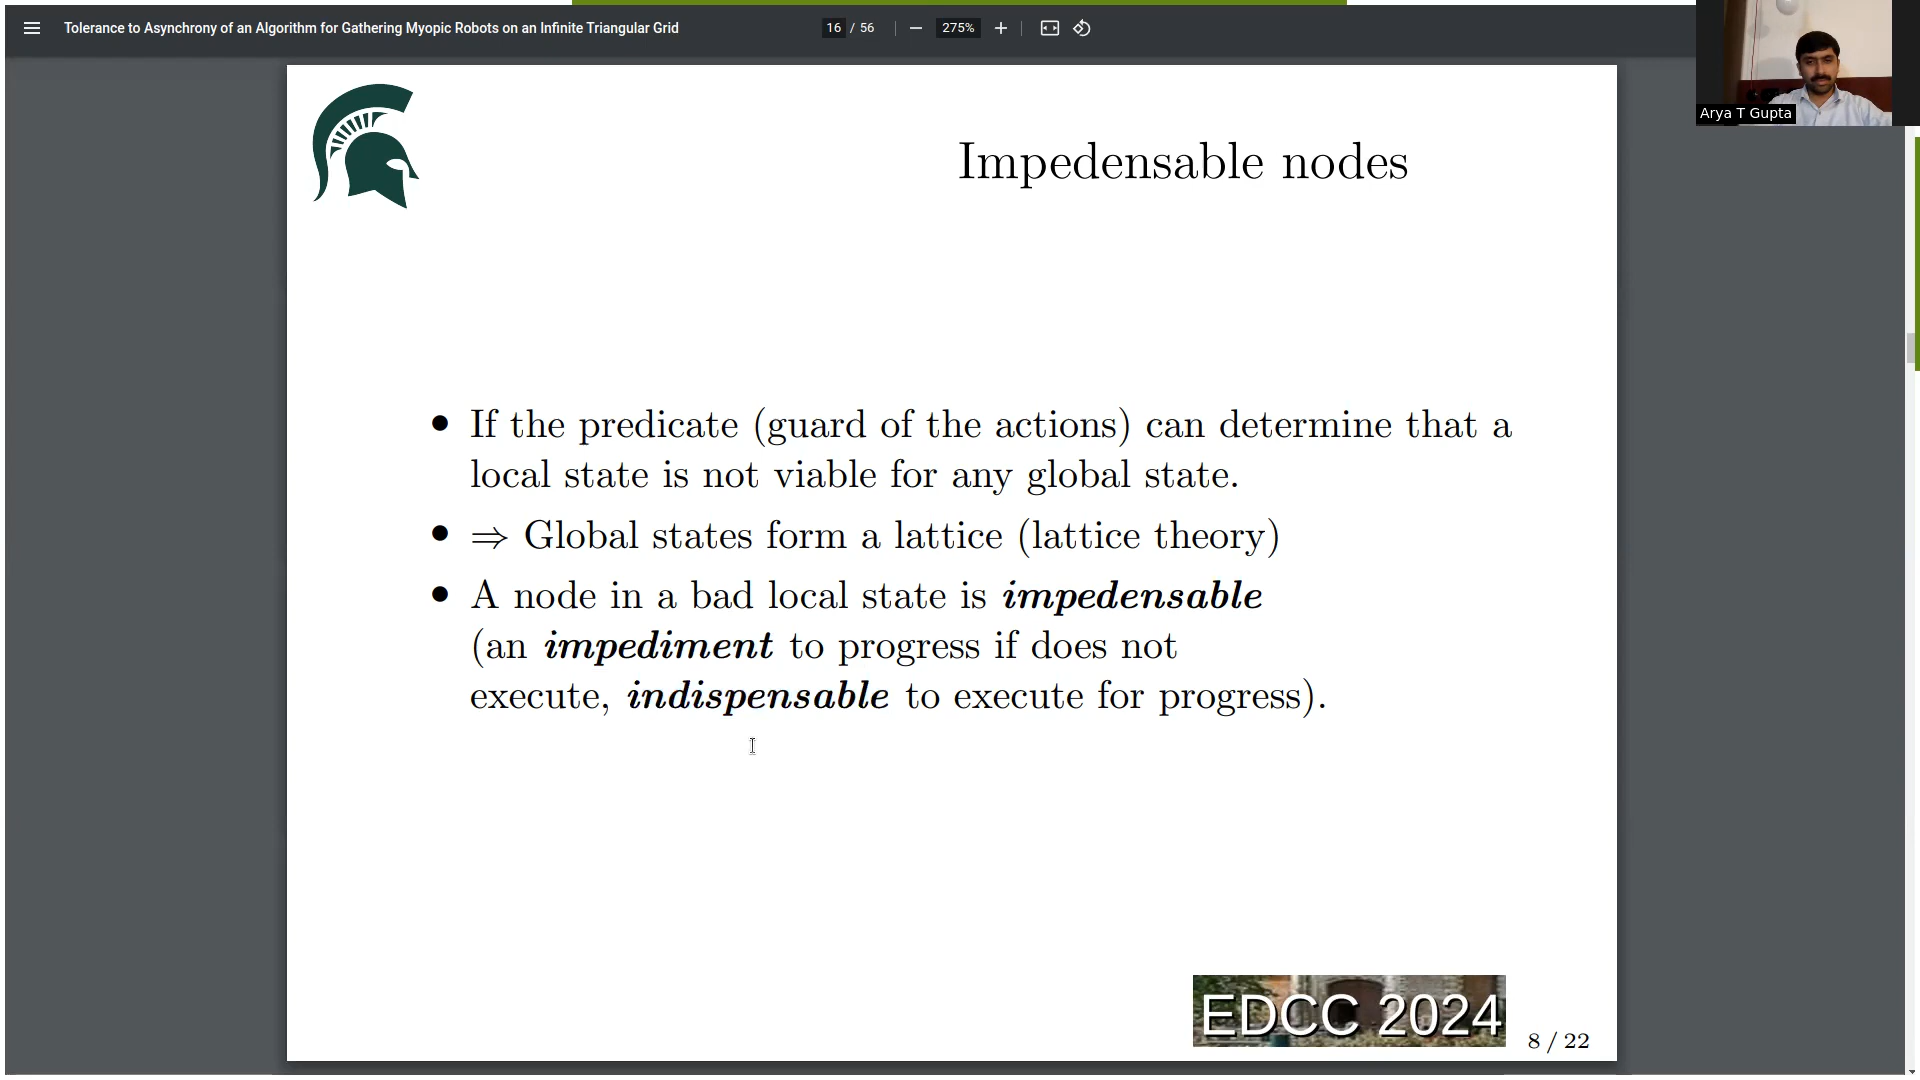 Tolerance to Asynchrony of an Algorithm for Gathering Myopic Robots on an Infinite Triangular Grid
16 / 56
275%
Arya T Gupta
Impedensable nodes
• If the predicate (guard of the actions) can determine that a
local state is not viable for any global state.
• ⇒ Global states form a lattice (lattice theory)
• A node in a bad local state is impedensable
(an impediment to progress if does not
execute, indispensable to execute for progress).
EDCC 2024
8 / 22